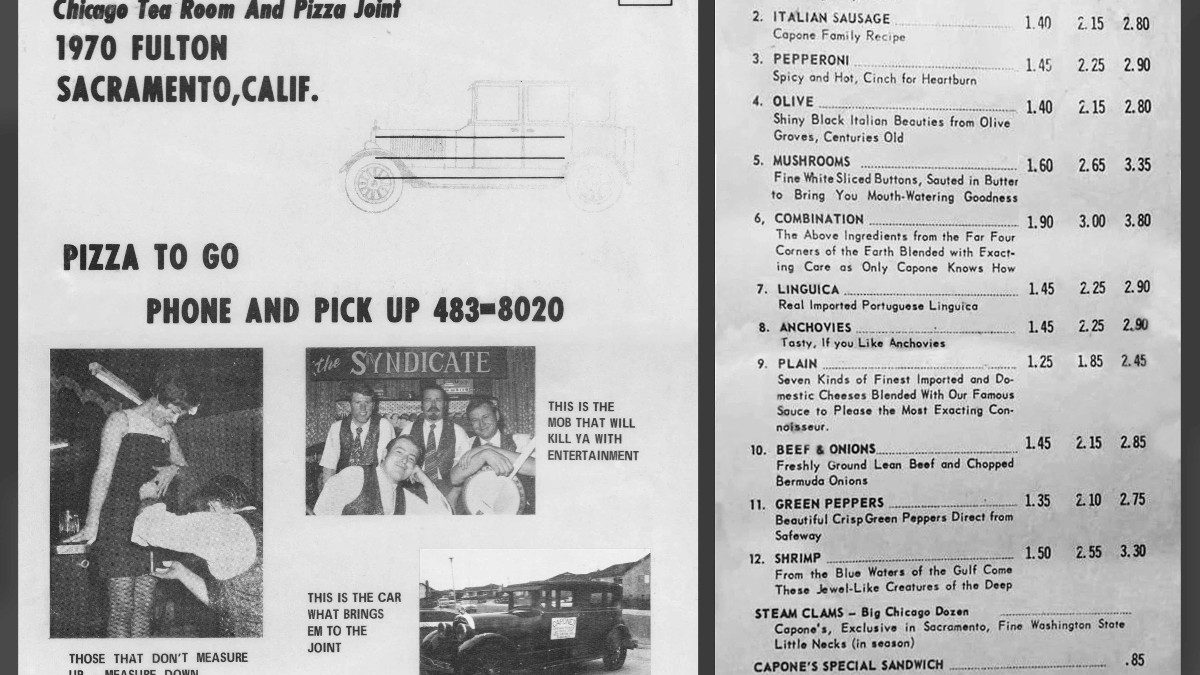 Chicago Tea Room And Pizza Joint
1970 FULTON
SACRAMENTO,CALIF.
PIZZA TO GO
PHONE AND PICK UP 483=8020
the SYNDICATE
THIS IS THE
MOB THAT WILL
KILL YA WITH
ENTERTAINMENT
THIS IS THE CAR
WHAT BRINGS
EM TO THE
JOINT
CAPONE'S
THOSE THAT DON'T MEASURE
UP - MEASURE DOWN
2. ITALIAN SAUSAGE 1.40 2.15 2.80
Capone Family Recipe
3. PEPPERONI 1.45 2.25 2.90
Spicy and Hot, Cinch for Heartburn
4. OLIVE 1.40 2.15 2.80
Shiny Black Italian Beauties from Olive
Groves, Centuries Old
5. MUSHROOMS 1.60 2.65 3.35
Fine White Sliced Buttons, Sauted in Butter
to Bring You Mouth-Watering Goodness
6, COMBINATION 1.90 3.00 3.80
The Above Ingredients from the Far Four
Corners of the Earth Blended with Exact-
ing Care as Only Capone Knows How
7. LINGUICA 1.45 2.25 2.90
Real Imported Portuguese Linguica
8. ANCHOVIES 1.45 2.25 2.90
Tasty, If you Like Anchovies
9. PLAIN 1.25 1.85 2.45
Seven Kinds of Finest Imported and Do-
mestic Cheeses Blended With Our Famous
Sauce to Please the Most Exacting Con-
noisseur.
10. BEEF & ONIONS 1.45 2.15 2.85
Freshly Ground Lean Beef and Chopped
Bermuda Onions
11. GREEN PEPPERS 1.35 2.10 2.75
Beautiful Crisp Green Peppers Direct from
Safeway
12. SHRIMP 1.50 2.55 3.30
From the Blue Waters of the Gulf Come
These Jewel-Like Creatures of the Deep
STEAM CLAMS - Big Chicago Dozen
Capone's, Exclusive in Sacramento, Fine Washington State
Little Necks (in season)
CAPONE'S SPECIAL SANDWICH .85